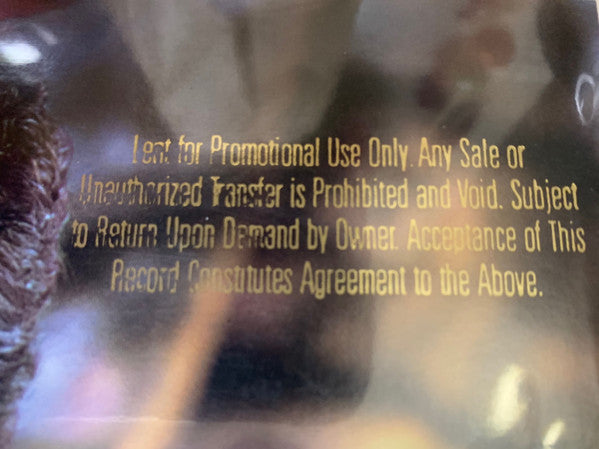 Lent for Promotional Use Only. Any Sale or
Unauthorized Transfer is Prohibited and Void. Subject
to Return Upon Demand by Owner. Acceptance of This
Record Constitutes Agreement to the Above.